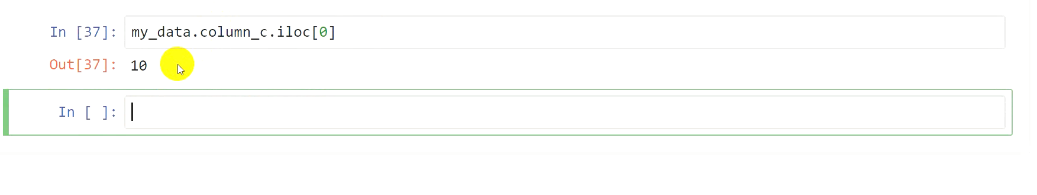 In [37]: my_data.column_c.iloc[0]
Out[37]: 10
In [ ]: